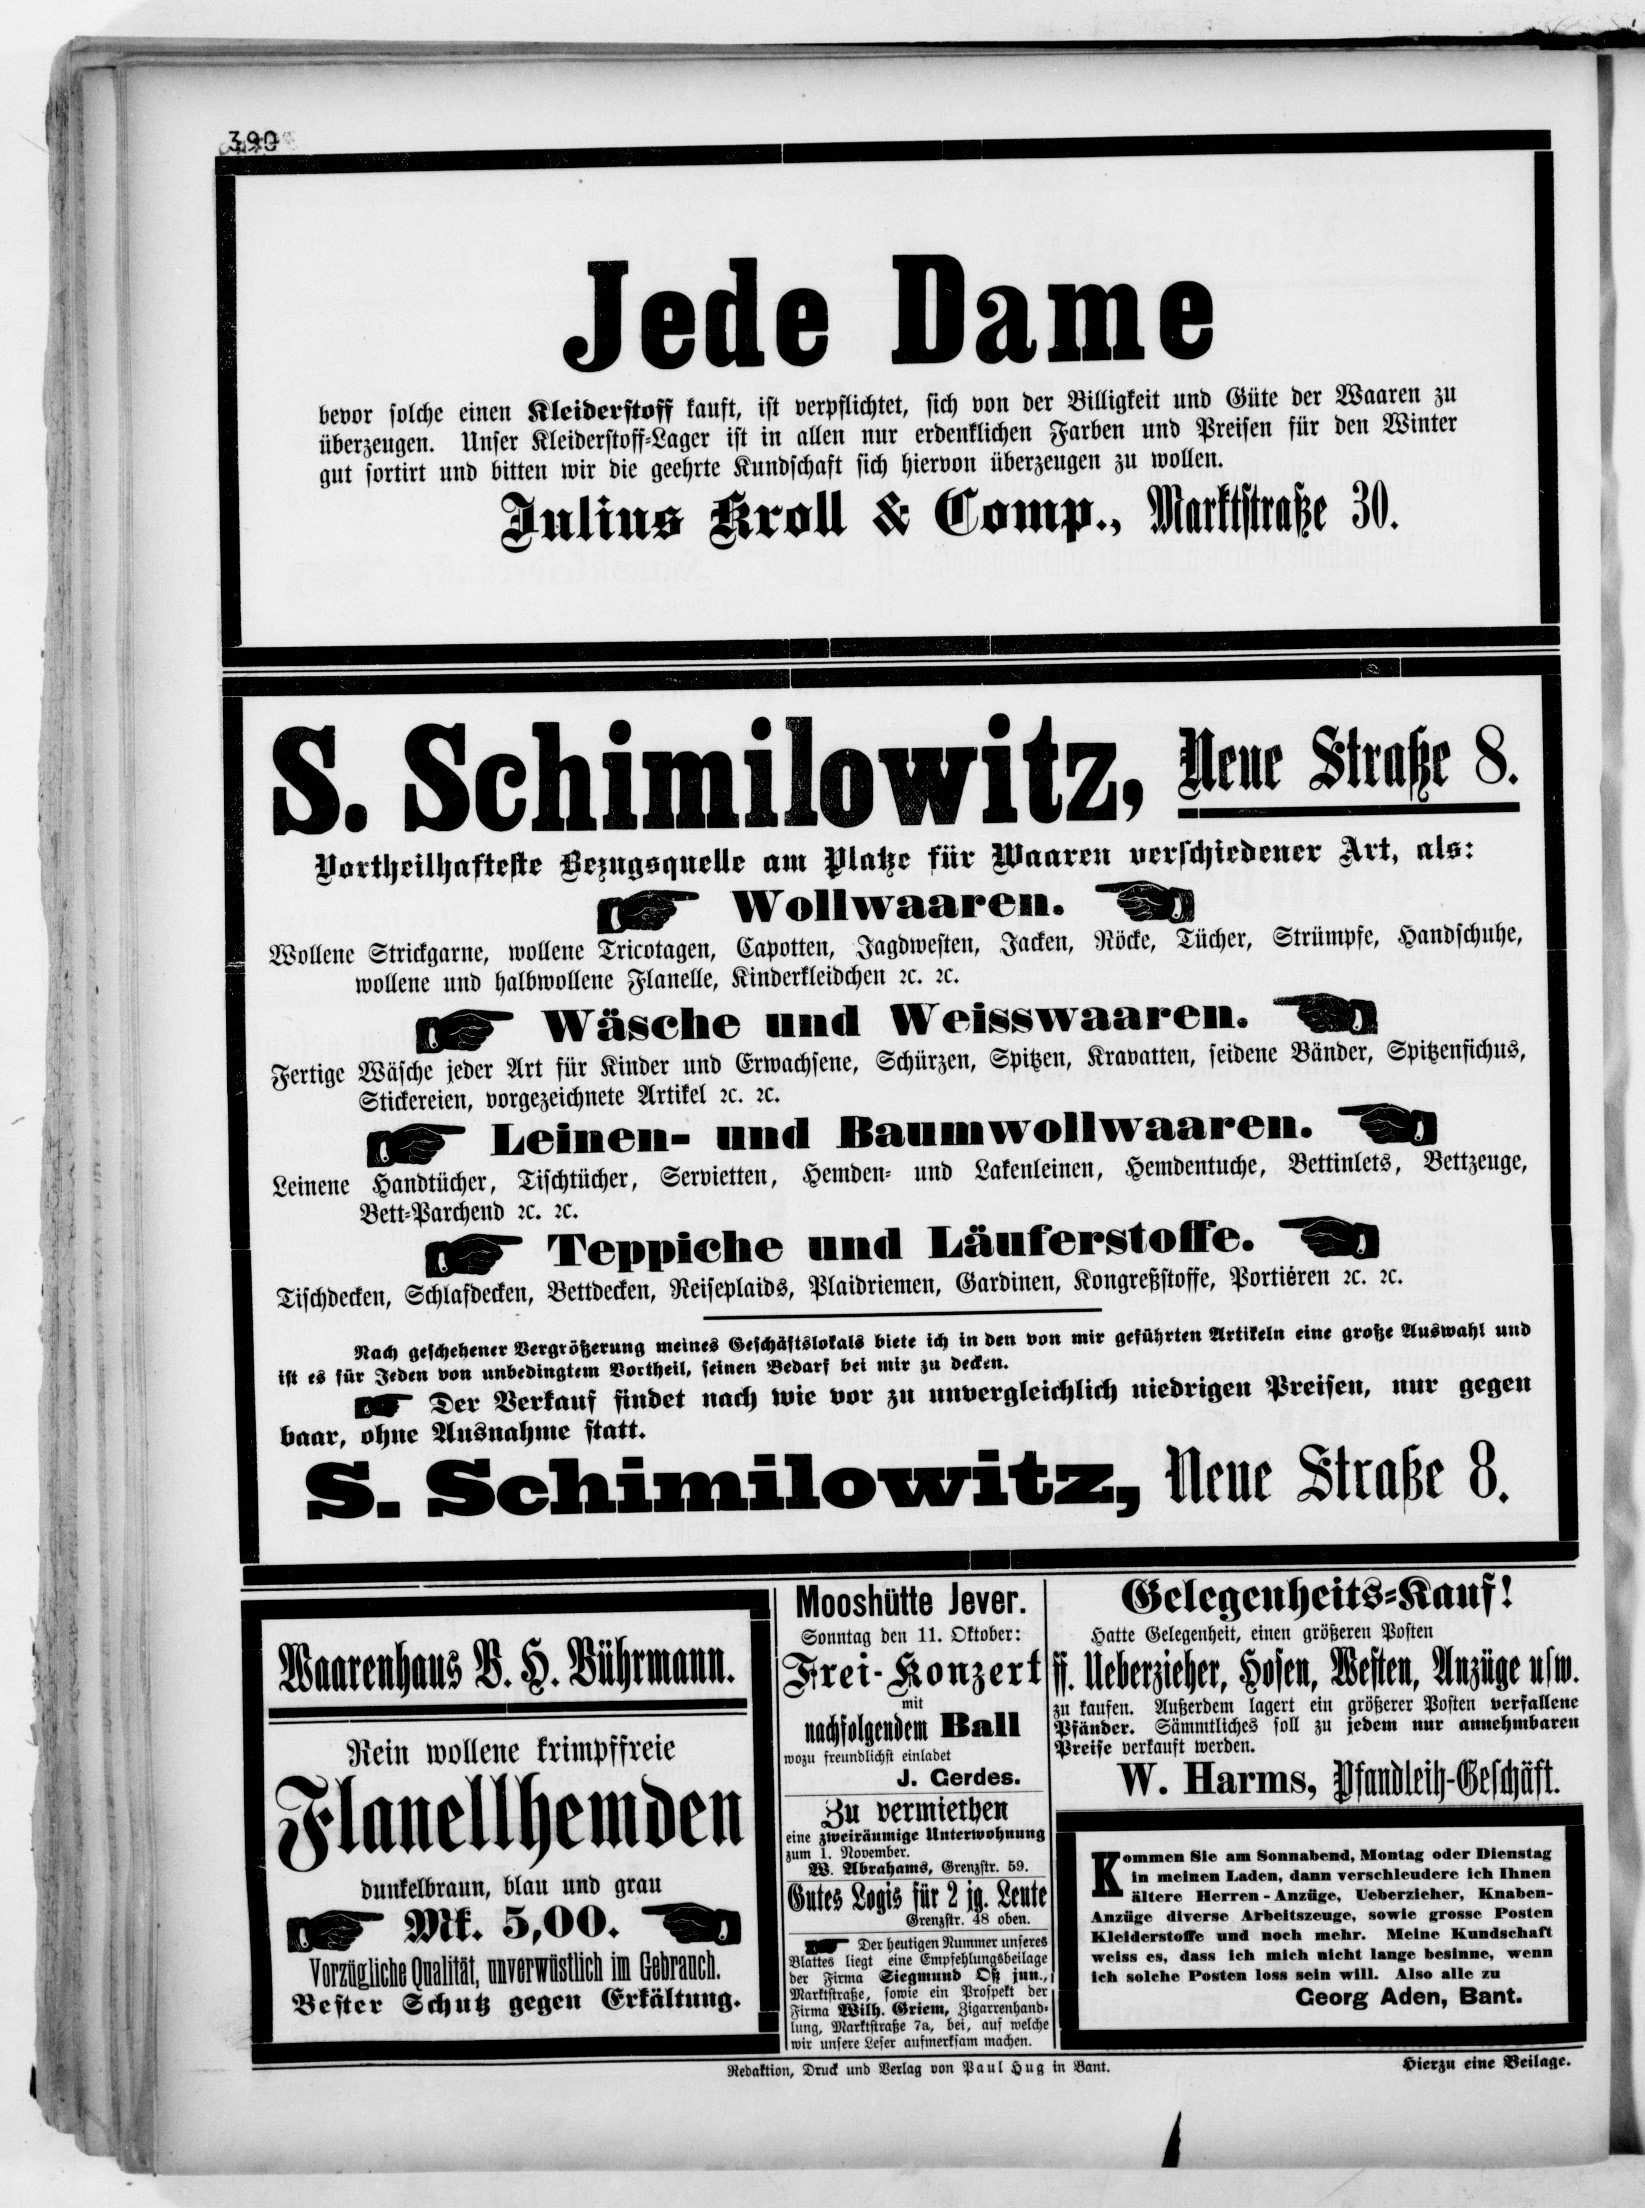 390
Jede Dame
bevor solche einen Kleiderstoff kauft, ist verpflichtet, sich von der Billigkeit und Güte der Waaren zu
überzeugen. Unser Kleiderstoff-Lager ist in allen nur erdenklichen Farben und Preisen für den Winter
gut sortirt und bitten wir die geehrte Kundschaft sich hiervon überzeugen zu wollen.
Julius Kroll & Comp., Marktstraße 30.
S. Schimilowitz, Neue Straße 8.
Vortheilhafteste Bezugsquelle am Platze für Waaren verschiedener Art, als:
Wollwaaren.
Wollene Strickgarne, wollene Tricotagen, Capotten, Jagdwesten, Jacken, Röcke, Tücher, Strümpfe, Handschuhe,
wollene und halbwollene Flanelle, Kinderkleidchen ꝛc. ꝛc.
Wäsche und Weisswaaren.
Fertige Wäsche jeder Art für Kinder und Erwachsene, Schürzen, Spitzen, Kravatten, seidene Bänder, Spitzenfichus,
Stickereien, vorgezeichnete Artikel ꝛc. ꝛc.
Leinen- und Baumwollwaaren.
Leinene Handtücher, Tischtücher, Servietten, Hemden- und Lakenleinen, Hemdentuche, Bettinlets, Bettzeuge,
Bett-Parchend ꝛc. ꝛc.
Teppiche und Läuferstoffe.
Tischdecken, Schlafdecken, Bettdecken, Reiseplaids, Plaidriemen, Gardinen, Kongreßstoffe, Portièren ꝛc. ꝛc.
Nach geschehener Vergrößerung meines Geschäftslokals biete ich in den von mir geführten Artikeln eine große Auswahl und
ist es für Jeden von unbedingtem Vortheil, seinen Bedarf bei mir zu decken.
Der Verkauf findet nach wie vor zu unvergleichlich niedrigen Preisen, nur gegen
baar, ohne Ausnahme statt.
S. Schimilowitz, Neue Straße 8.
Waarenhaus B. H. Bührmann.
Rein wollene krimpffreie
Flanellhemden
dunkelbraun, blau und grau
Mk. 5,00.
Vorzügliche Qualität, unverwüstlich im Gebrauch.
Bester Schutz gegen Erkältung.
Mooshütte Jever.
Sonntag den 11. Oktober:
Frei-Konzert
mit
nachfolgendem Ball
wozu freundlichst einladet
J. Gerdes.
Zu vermiethen
eine zweiräumige Unterwohnung
zum 1. November.
W. Abrahams, Grenzstr. 59.
Gutes Logis für 2 jg. Leute
Grenzstr. 48 oben.
Der heutigen Nummer unseres
Blattes liegt eine Empfehlungsbeilage
der Firma Siegmund Oß jun.,
Marktstraße, sowie ein Prospekt der
Firma Wilh. Griem, Zigarrenhand-
lung, Marktstraße 7a, bei, auf welche
wir unsere Leser aufmerksam machen.
Gelegenheits-Kauf!
Hatte Gelegenheit, einen größeren Posten
ff. Ueberzieher, Hosen, Westen, Anzüge usw.
zu kaufen. Außerdem lagert ein größerer Posten verfallene
Pfänder. Sämmtliches soll zu jedem nur annehmbaren
Preise verkauft werden.
W. Harms, Pfandleih-Geschäft.
Kommen Sie am Sonnabend, Montag oder Dienstag
in meinen Laden, dann verschleudere ich Ihnen
ältere Herren-Anzüge, Ueberzieher, Knaben-
Anzüge diverse Arbeitszeuge, sowie grosse Posten
Kleiderstoffe und noch mehr. Meine Kundschaft
weiss es, dass ich mich nicht lange besinne, wenn
ich solche Posten loss sein will. Also alle zu
Georg Aden, Bant.
Redaktion, Druck und Verlag von Paul Hug in Bant.
Hierzu eine Beilage.